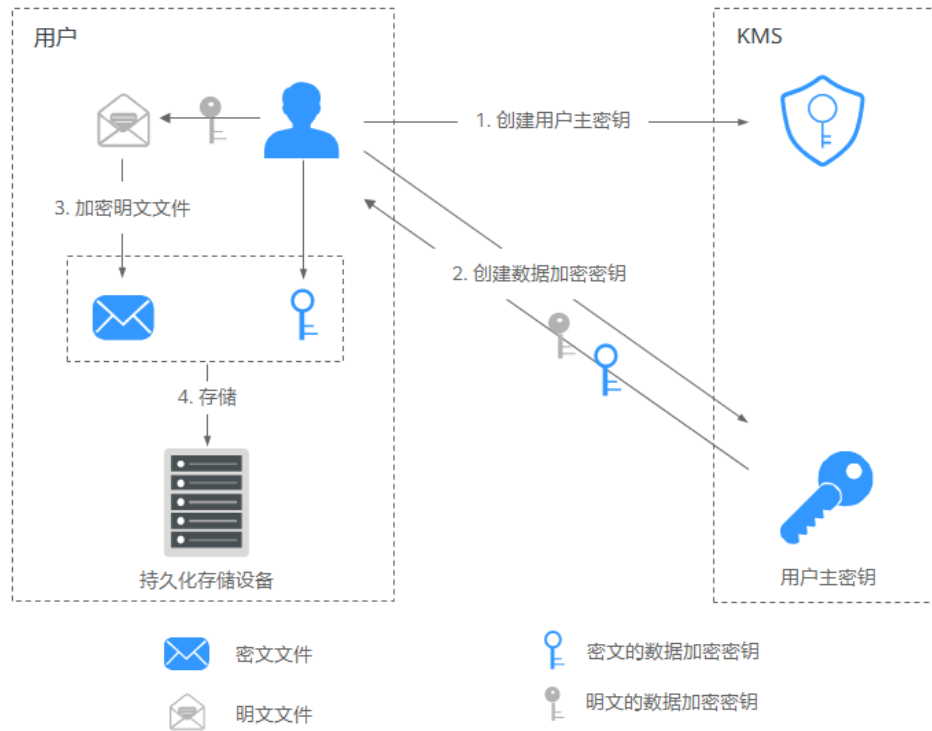 用户
KMS
1. 创建用户主密钥
3. 加密明文文件
2. 创建数据加密密钥
4. 存储
持久化存储设备
用户主密钥
密文文件
密文的数据加密密钥
明文文件
明文的数据加密密钥